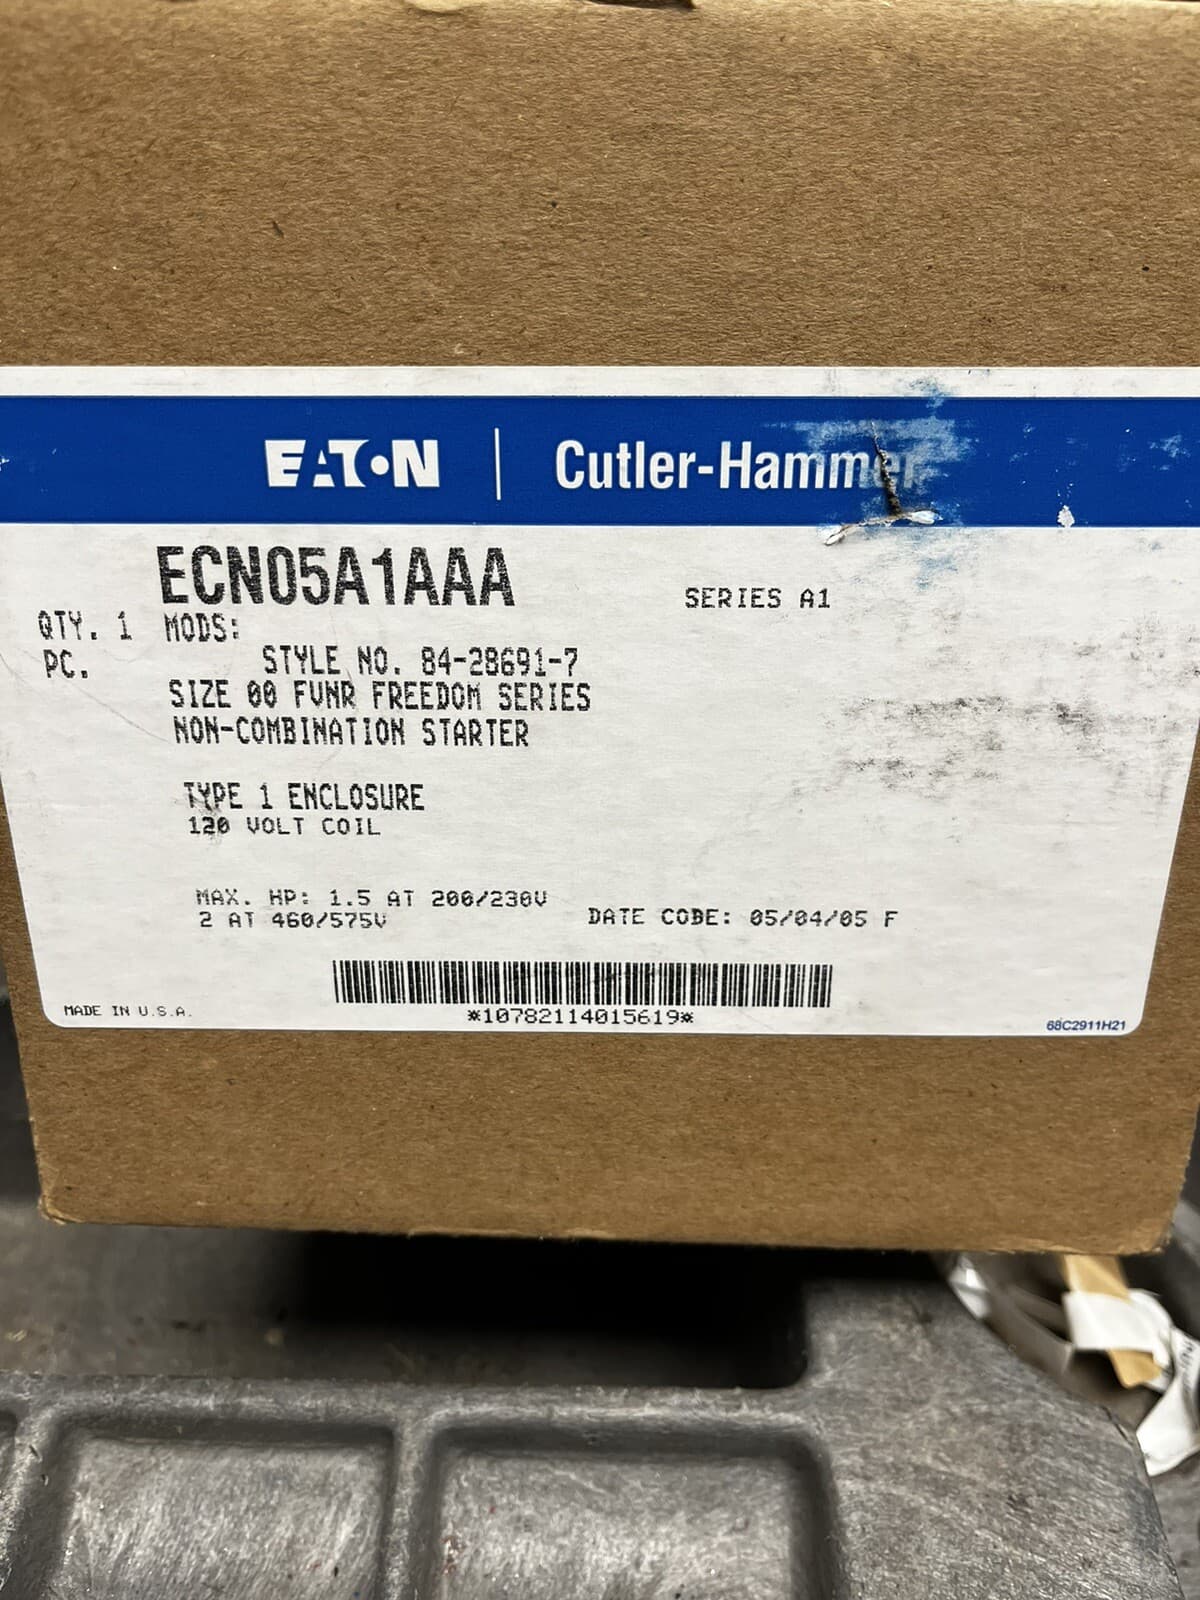 EATON | Cutler-Hammer
ECN05A1AAA
SERIES A1
QTY. 1 MODS:
PC.
STYLE NO. 84-28691-7
SIZE 00 FVNR FREEDOM SERIES
NON-COMBINATION STARTER
TYPE 1 ENCLOSURE
120 VOLT COIL
MAX. HP: 1.5 AT 200/230V
2 AT 460/575V
DATE CODE: 05/04/05 F
*10782114015619*
MADE IN U.S.A.
68C2911H21